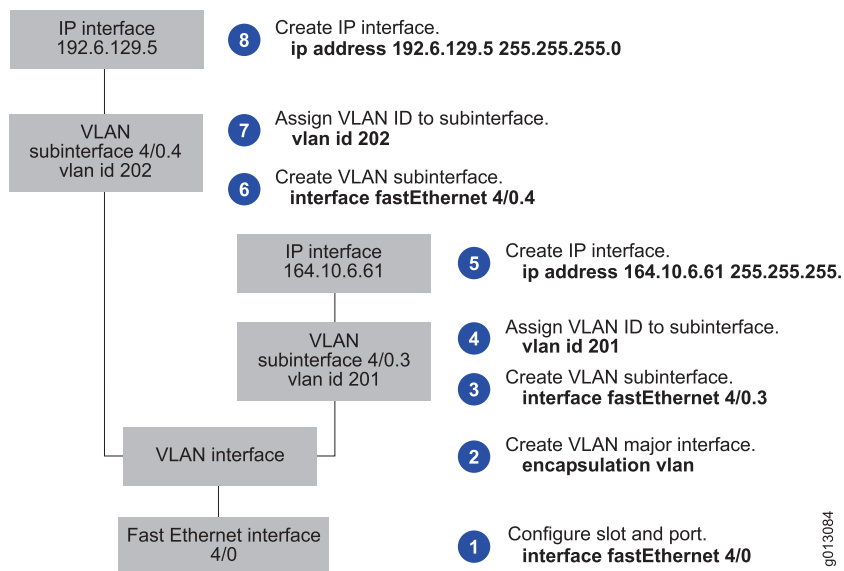 IP interface
192.6.129.5
8
Create IP interface.
ip address 192.6.129.5 255.255.255.0
VLAN
subinterface 4/0.4
vlan id 202
7
Assign VLAN ID to subinterface.
vlan id 202
6
Create VLAN subinterface.
interface fastEthernet 4/0.4
IP interface
164.10.6.61
5
Create IP interface.
ip address 164.10.6.61 255.255.255.
VLAN
subinterface 4/0.3
vlan id 201
4
Assign VLAN ID to subinterface.
vlan id 201
3
Create VLAN subinterface.
interface fastEthernet 4/0.3
VLAN interface
2
Create VLAN major interface.
encapsulation vlan
Fast Ethernet interface
4/0
1
Configure slot and port.
interface fastEthernet 4/0
g013084